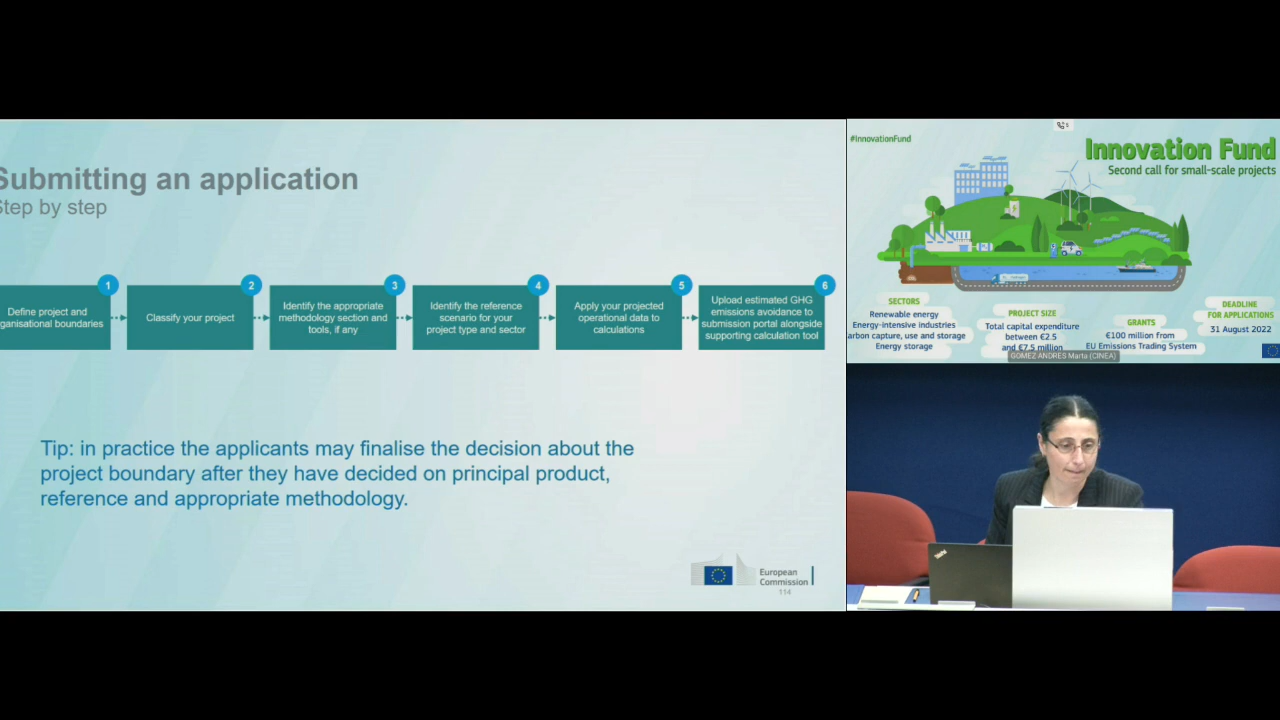 Submitting an application
Step by step
1
Define project and
ganisational boundaries
2
Classify your project
3
Identify the appropriate
methodology section and
tools, if any
4
Identify the reference
scenario for your
project type and sector
5
Apply your projected
operational data to
calculations
6
Upload estimated GHG
emissions avoidance to
submission portal alongside
supporting calculation tool
Tip: in practice the applicants may finalise the decision about the
project boundary after they have decided on principal product,
reference and appropriate methodology.
European
Commission
114
5
#InnovationFund
Innovation Fund
Second call for small-scale projects
SECTORS
Renewable energy
Energy-intensive industries
arbon capture, use and storage
Energy storage
PROJECT SIZE
Total capital expenditure
between €2.5
and €7.5 million
GRANTS
€100 million from
EU Emissions Trading System
DEADLINE
FOR APPLICATIONS
31 August 2022
GOMEZ ANDRES Marta (CINEA)